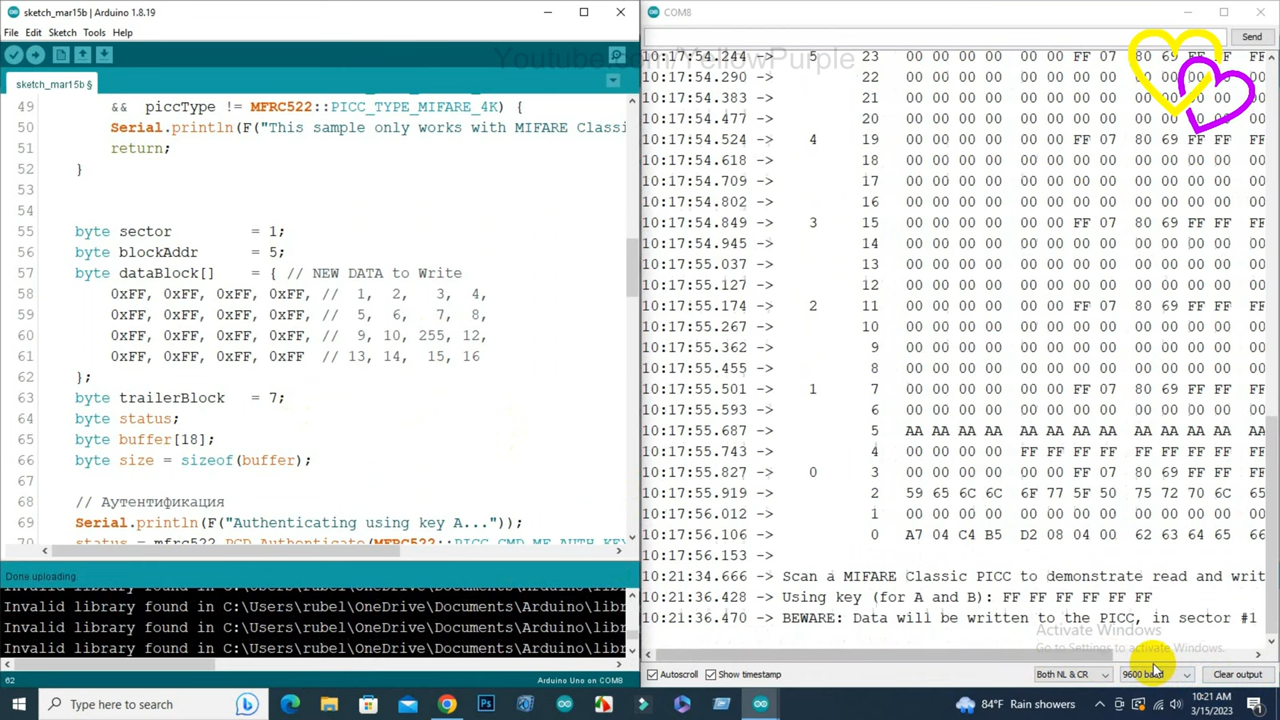 sketch_mar15b | Arduino 1.8.19
File Edit Sketch Tools Help
Youtube.com/YellowPurple
sketch_mar15b §
49 && piccType != MFRC522::PICC_TYPE_MIFARE_4K) {
50 Serial.println(F("This sample only works with MIFARE Classi
51 return;
52 }
53
54
55 byte sector = 1;
56 byte blockAddr = 5;
57 byte dataBlock[] = { // NEW DATA to Write
58 0xFF, 0xFF, 0xFF, 0xFF, // 1, 2, 3, 4,
59 0xFF, 0xFF, 0xFF, 0xFF, // 5, 6, 7, 8,
60 0xFF, 0xFF, 0xFF, 0xFF, // 9, 10, 255, 12,
61 0xFF, 0xFF, 0xFF, 0xFF // 13, 14, 15, 16
62 };
63 byte trailerBlock = 7;
64 byte status;
65 byte buffer[18];
66 byte size = sizeof(buffer);
67
68 // Аутентификация
69 Serial.println(F("Authenticating using key A..."));
70 status = mfrc522.PCD_Authenticate(MFRC522::PICC_CMD_MF_AUTH_KEY
Done uploading.
Invalid library found in C:\Users\rubel\OneDrive\Documents\Arduino\libr
Invalid library found in C:\Users\rubel\OneDrive\Documents\Arduino\libr
Invalid library found in C:\Users\rubel\OneDrive\Documents\Arduino\libr
Invalid library found in C:\Users\rubel\OneDrive\Documents\Arduino\libr
62 Arduino Uno on COM8
COM8
Send
10:17:54.244 -> 5 23 00 00 00 00 00 00 FF 07 80 69 FF FF FF
10:17:54.290 -> 22 00 00 00 00 00 00 00 00 00 00 00 00 00
10:17:54.383 -> 21 00 00 00 00 00 00 00 00 00 00 00 00 00
10:17:54.477 -> 20 00 00 00 00 00 00 00 00 00 00 00 00 00
10:17:54.524 -> 4 19 00 00 00 00 00 00 FF 07 80 69 FF FF FF
10:17:54.618 -> 18 00 00 00 00 00 00 00 00 00 00 00 00 00
10:17:54.709 -> 17 00 00 00 00 00 00 00 00 00 00 00 00 00
10:17:54.802 -> 16 00 00 00 00 00 00 00 00 00 00 00 00 00
10:17:54.849 -> 3 15 00 00 00 00 00 00 FF 07 80 69 FF FF FF
10:17:54.945 -> 14 00 00 00 00 00 00 00 00 00 00 00 00 00
10:17:55.037 -> 13 00 00 00 00 00 00 00 00 00 00 00 00 00
10:17:55.127 -> 12 00 00 00 00 00 00 00 00 00 00 00 00 00
10:17:55.174 -> 2 11 00 00 00 00 00 00 FF 07 80 69 FF FF FF
10:17:55.267 -> 10 00 00 00 00 00 00 00 00 00 00 00 00 00
10:17:55.362 -> 9 00 00 00 00 00 00 00 00 00 00 00 00 00
10:17:55.455 -> 8 00 00 00 00 00 00 00 00 00 00 00 00 00
10:17:55.501 -> 1 7 00 00 00 00 00 00 FF 07 80 69 FF FF FF
10:17:55.593 -> 6 00 00 00 00 00 00 00 00 00 00 00 00 00
10:17:55.687 -> 5 AA AA AA AA AA AA AA AA AA AA AA AA AA
10:17:55.743 -> 4 FF FF FF FF FF FF FF FF FF FF FF FF FF
10:17:55.827 -> 0 3 00 00 00 00 00 00 FF 07 80 69 FF FF FF
10:17:55.919 -> 2 59 65 6C 6C 6F 77 5F 50 75 72 70 6C 65
10:17:56.012 -> 1 00 00 00 00 00 00 00 00 00 00 00 00 00
10:17:56.106 -> 0 A7 04 C4 B5 D2 08 04 00 62 63 64 65 66
10:17:56.153 ->
10:21:34.666 -> Scan a MIFARE Classic PICC to demonstrate read and writ
10:21:36.428 -> Using key (for A and B): FF FF FF FF FF FF
10:21:36.470 -> BEWARE: Data will be written to the PICC, in sector #1
Activate Windows
Go to Settings to activate Windows.
Autoscroll Show timestamp Both NL & CR 9600 baud Clear output
Type here to search
84°F Rain showers
10:21 AM
3/15/2023